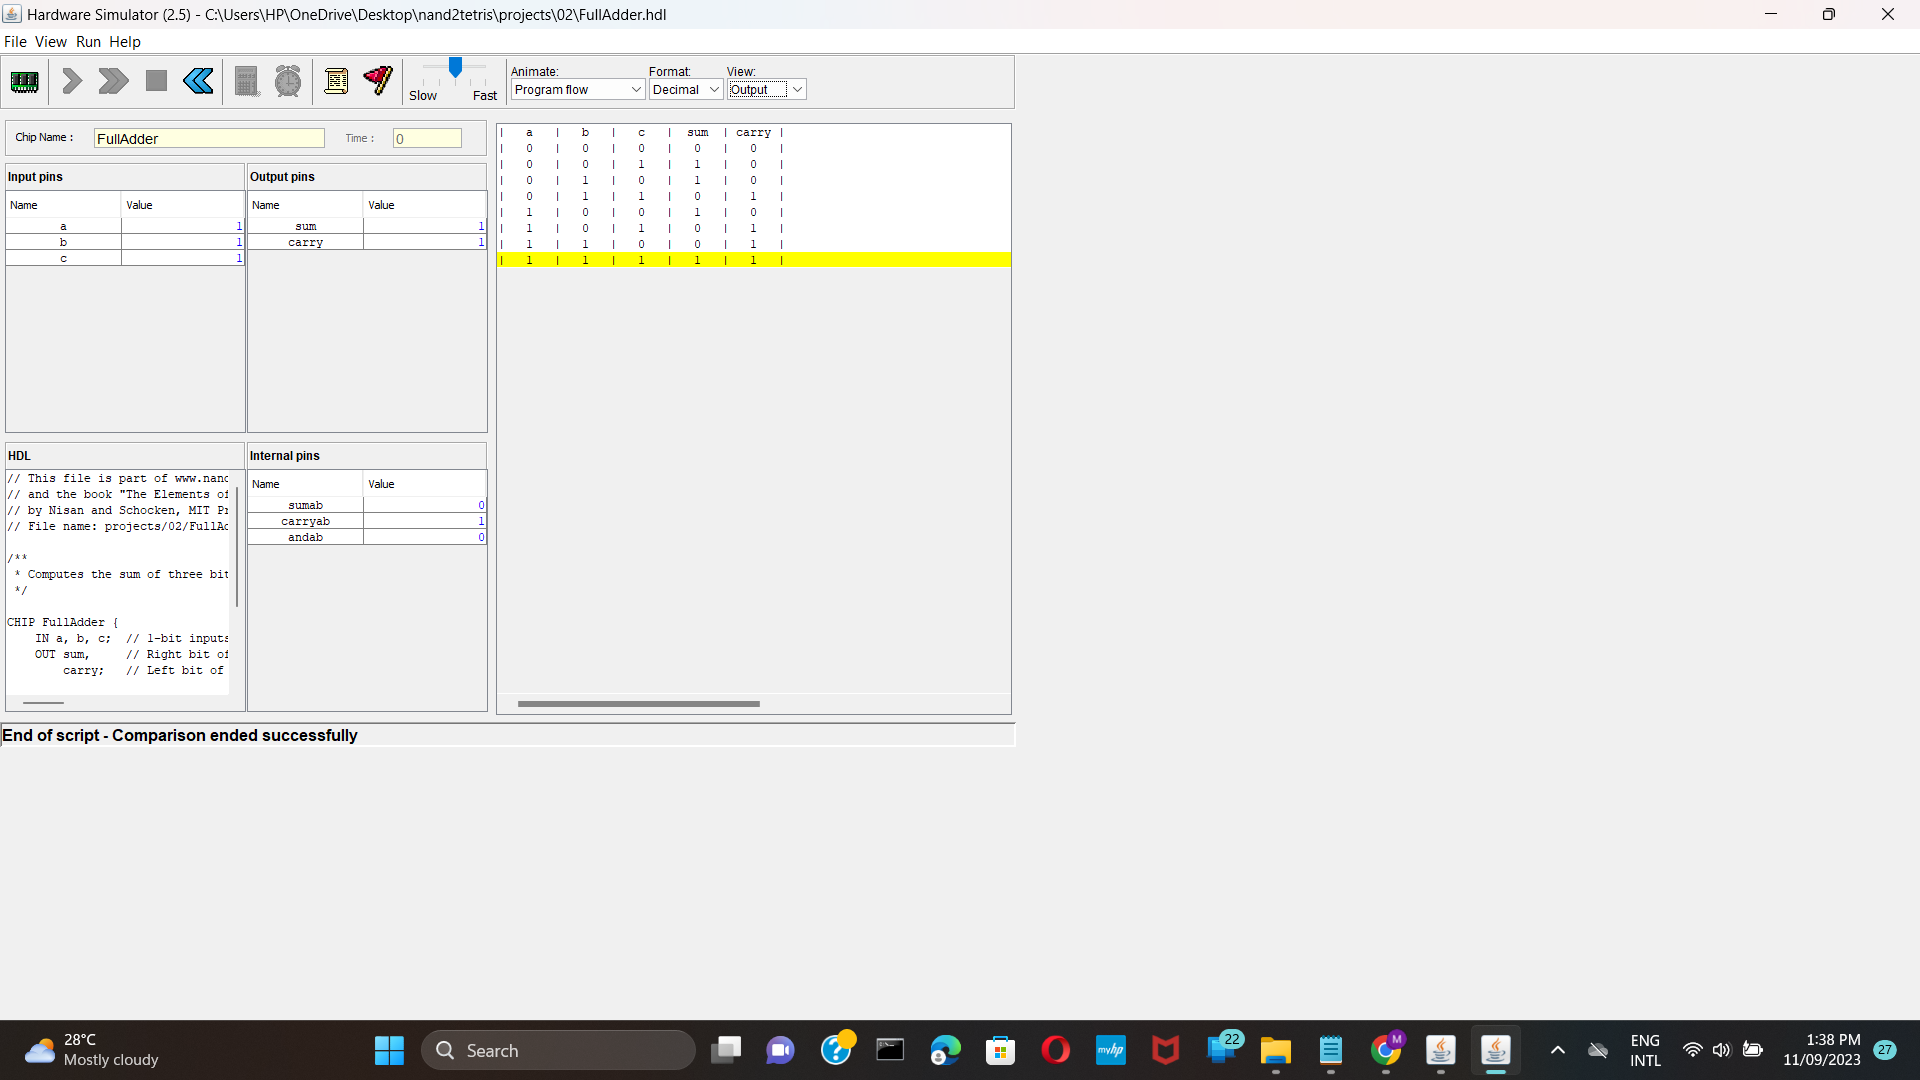 Hardware Simulator (2.5) - C:\Users\HP\OneDrive\Desktop\nand2tetris\projects\02\FullAdder.hdl
File View Run Help
Animate: Format: View:
Slow Fast Program flow Decimal Output
Chip Name : FullAdder Time : 0
Input pins
Name Value
a 1
b 1
c 1
Output pins
Name Value
sum 1
carry 1
| a | b | c | sum | carry |
| 0 | 0 | 0 | 0 | 0 |
| 0 | 0 | 1 | 1 | 0 |
| 0 | 1 | 0 | 1 | 0 |
| 0 | 1 | 1 | 0 | 1 |
| 1 | 0 | 0 | 1 | 0 |
| 1 | 0 | 1 | 0 | 1 |
| 1 | 1 | 0 | 0 | 1 |
| 1 | 1 | 1 | 1 | 1 |
HDL
// This file is part of www.nand
// and the book "The Elements of
// by Nisan and Schocken, MIT Pr
// File name: projects/02/FullAd
/**
* Computes the sum of three bit
*/
CHIP FullAdder {
IN a, b, c; // 1-bit inputs
OUT sum, // Right bit of
carry; // Left bit of
Internal pins
Name Value
sumab 0
carryab 1
andab 0
End of script - Comparison ended successfully
28°C
Mostly cloudy
Search
myhp
22
M
ENG
INTL
1:38 PM
11/09/2023
27